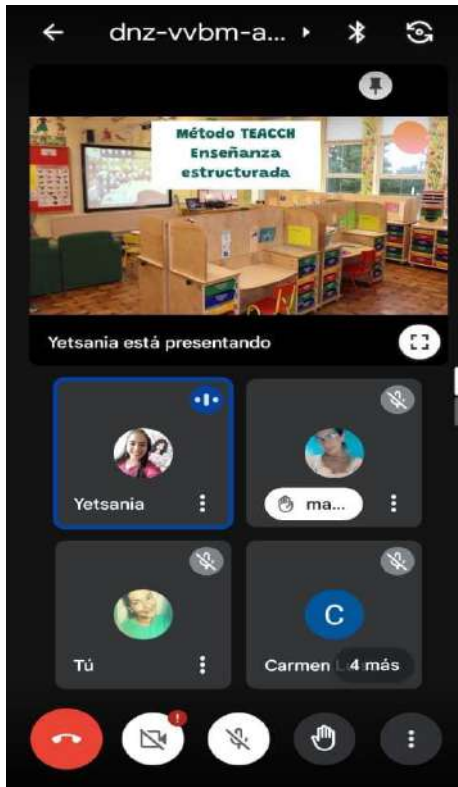 dnz-vvbm-a...
Método TEACCH
Enseñanza
estructurada
Yetsania está presentando
Yetsania
ma...
Tú
C
Carmen
4 más